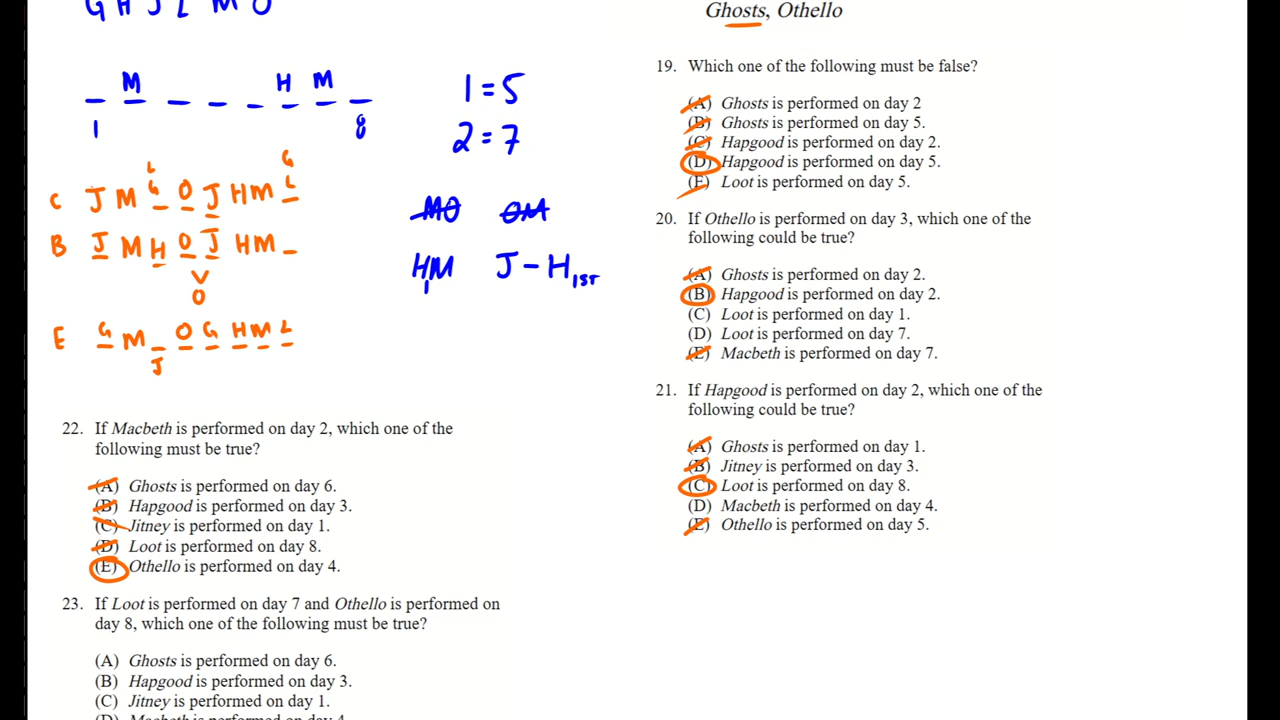 G H J L M O
M H M
1 8
1 = 5
2 = 7
MO OM
HM J - H 1ST
1
L G
C J M G O J H M L
B J M H O J H M
V
O
E G M O G H M L
J
22. If Macbeth is performed on day 2, which one of the
following must be true?
(A) Ghosts is performed on day 6.
(B) Hapgood is performed on day 3.
(C) Jitney is performed on day 1.
(D) Loot is performed on day 8.
(E) Othello is performed on day 4.
23. If Loot is performed on day 7 and Othello is performed on
day 8, which one of the following must be true?
(A) Ghosts is performed on day 6.
(B) Hapgood is performed on day 3.
(C) Jitney is performed on day 1.
Ghosts, Othello
19. Which one of the following must be false?
(A) Ghosts is performed on day 2
(B) Ghosts is performed on day 5.
(C) Hapgood is performed on day 2.
(D) Hapgood is performed on day 5.
(E) Loot is performed on day 5.
20. If Othello is performed on day 3, which one of the
following could be true?
(A) Ghosts is performed on day 2.
(B) Hapgood is performed on day 2.
(C) Loot is performed on day 1.
(D) Loot is performed on day 7.
(E) Macbeth is performed on day 7.
21. If Hapgood is performed on day 2, which one of the
following could be true?
(A) Ghosts is performed on day 1.
(B) Jitney is performed on day 3.
(C) Loot is performed on day 8.
(D) Macbeth is performed on day 4.
(E) Othello is performed on day 5.